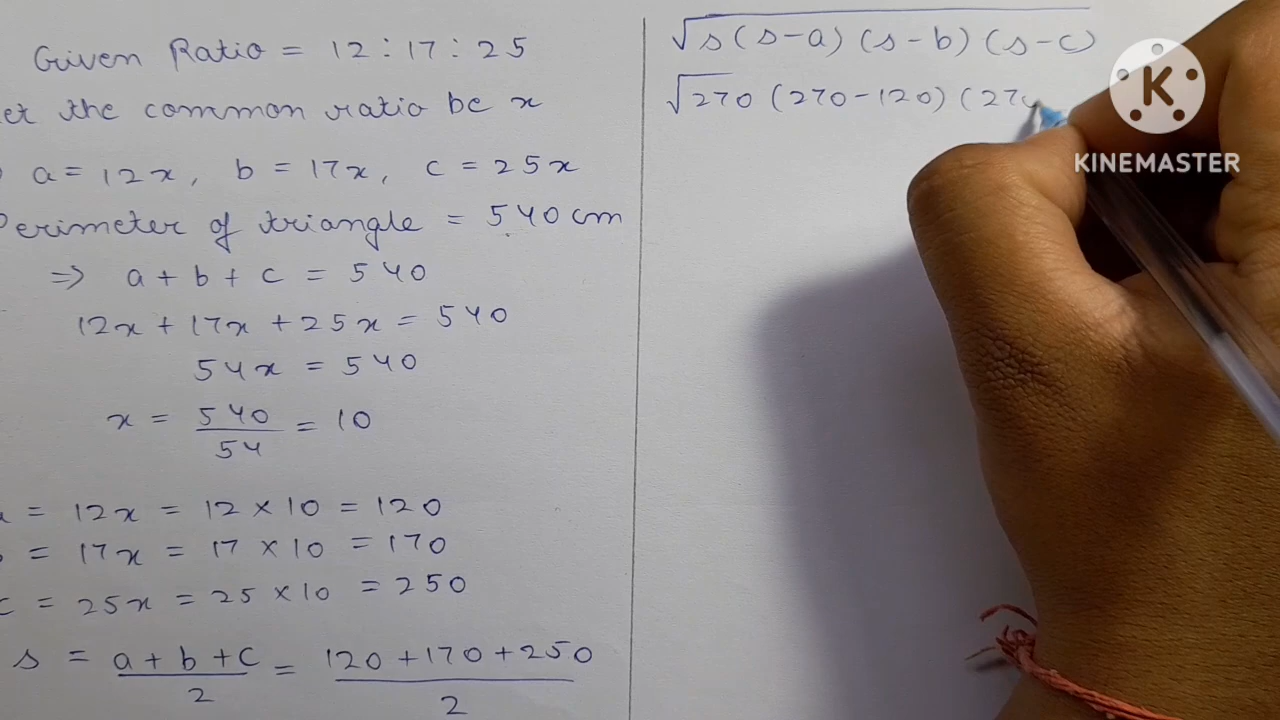 Given Ratio = 12 : 17 : 25
et the common ratio be x
a = 12x, b = 17x, c = 25x
Perimeter of triangle = 540 cm
⇒ a + b + c = 540
12x + 17x + 25x = 540
54x = 540
x = 540/54 = 10
= 12x = 12 × 10 = 120
= 17x = 17 × 10 = 170
c = 25x = 25 × 10 = 250
s = a + b + c / 2 = 120 + 170 + 250 / 2
√s (s-a) (s-b) (s-c)
√270 (270-120) (270
K
KINEMASTER